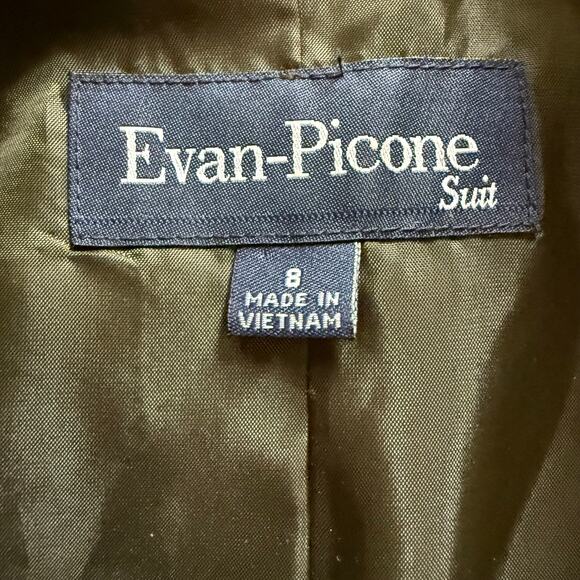 Evan-Picone
Suit
8
MADE IN
VIETNAM